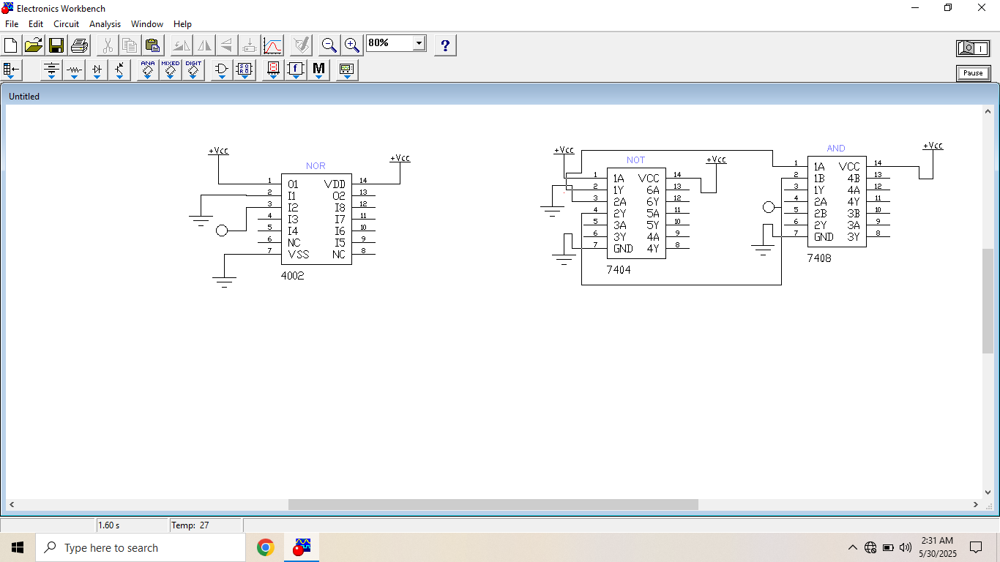 Electronics Workbench
File Edit Circuit Analysis Window Help
80%
?
ANA MIXED DIGIT
f M
Pause
Untitled
+Vcc
+Vcc
NOR
1 O1 VDD 14
2 I1 O2 13
3 I2 I8 12
4 I3 I7 11
5 I4 I6 10
6 NC I5 9
7 VSS NC 8
4002
+Vcc
+Vcc
NOT
1 1A VCC 14
2 1Y 6A 13
3 2A 6Y 12
4 2Y 5A 11
5 3A 5Y 10
6 3Y 4A 9
7 GND 4Y 8
7404
+Vcc
AND
1 1A VCC 14
2 1B 4B 13
3 1Y 4A 12
4 2A 4Y 11
5 2B 3B 10
6 2Y 3A 9
7 GND 3Y 8
7408
1.60 s Temp: 27
Type here to search
2:31 AM
5/30/2025